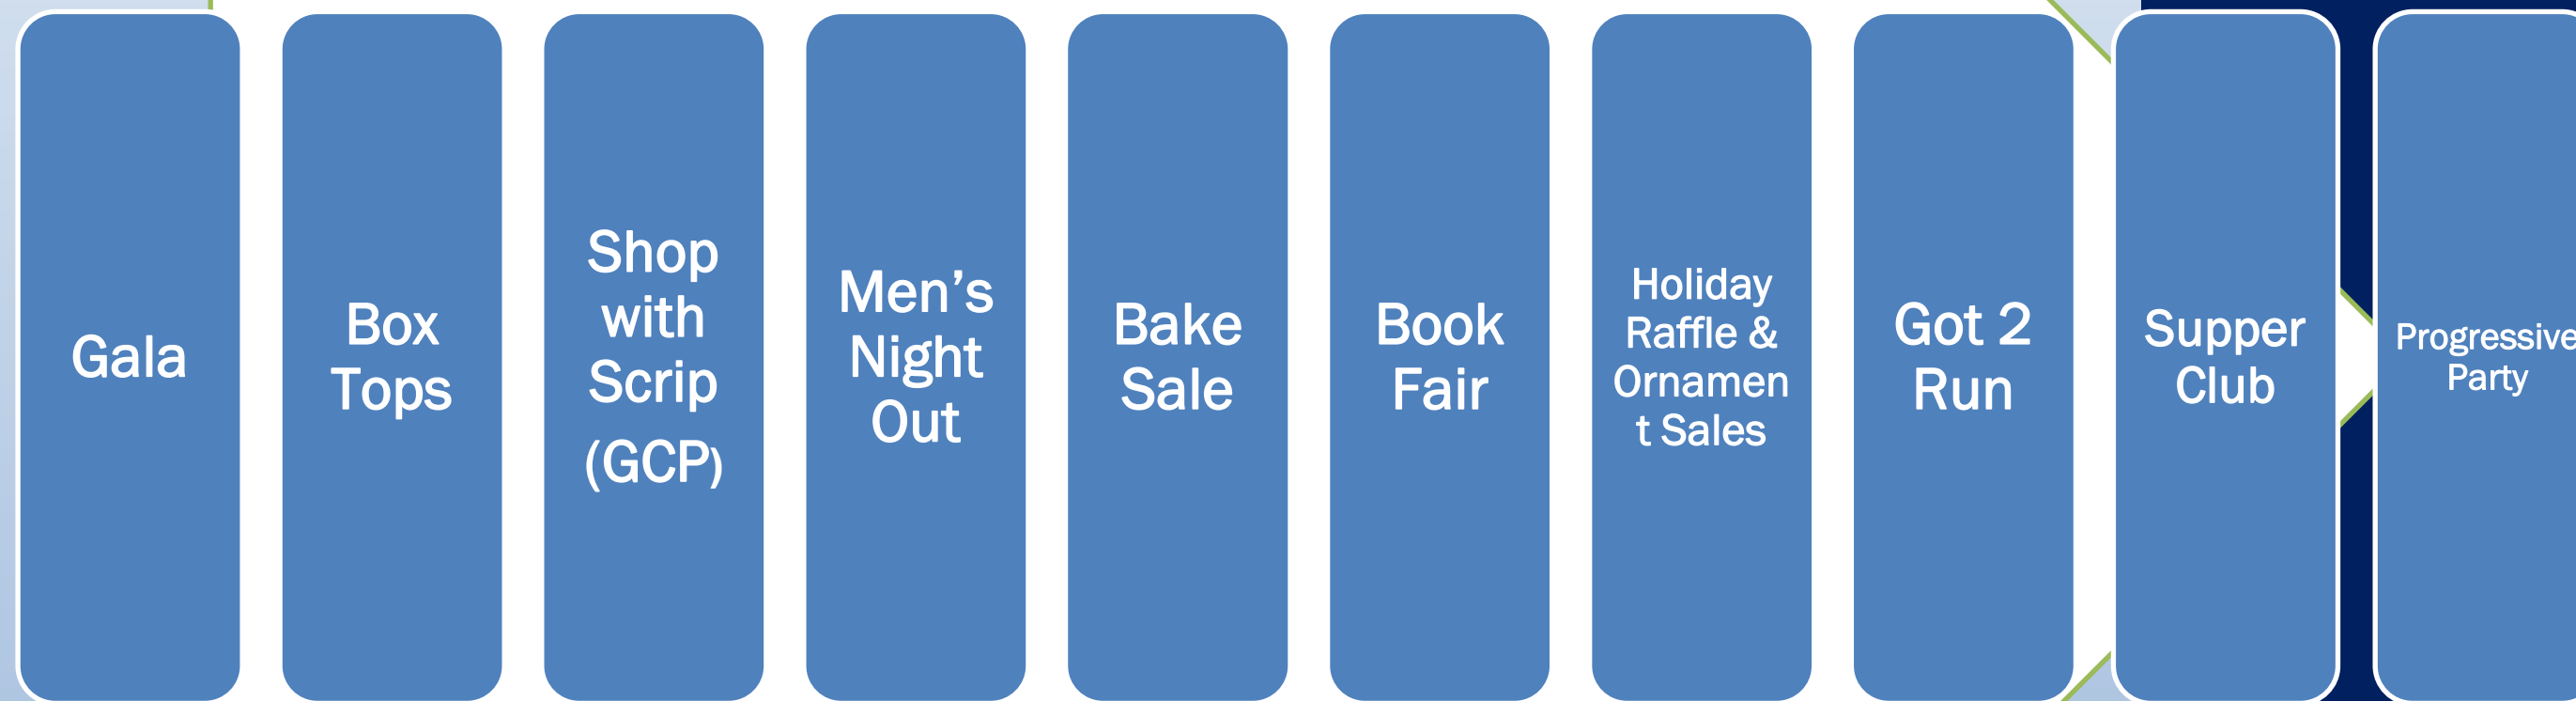 Gala
Box
Tops
Shop
with
Scrip
(GCP)
Men’s
Night
Out
Bake
Sale
Book
Fair
Holiday
Raffle &
Ornamen
t Sales
Got 2
Run
Supper
Club
Progressive
Party